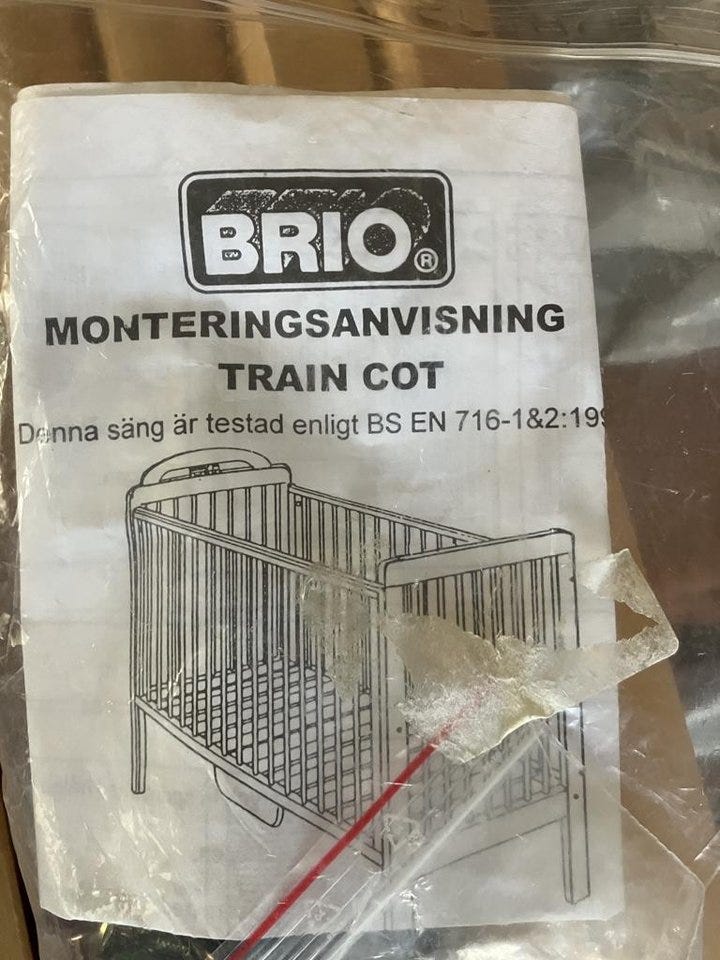 BRIO®
MONTERINGSANVISNING
TRAIN COT
Denna säng är testad enligt BS EN 716-1&2:199